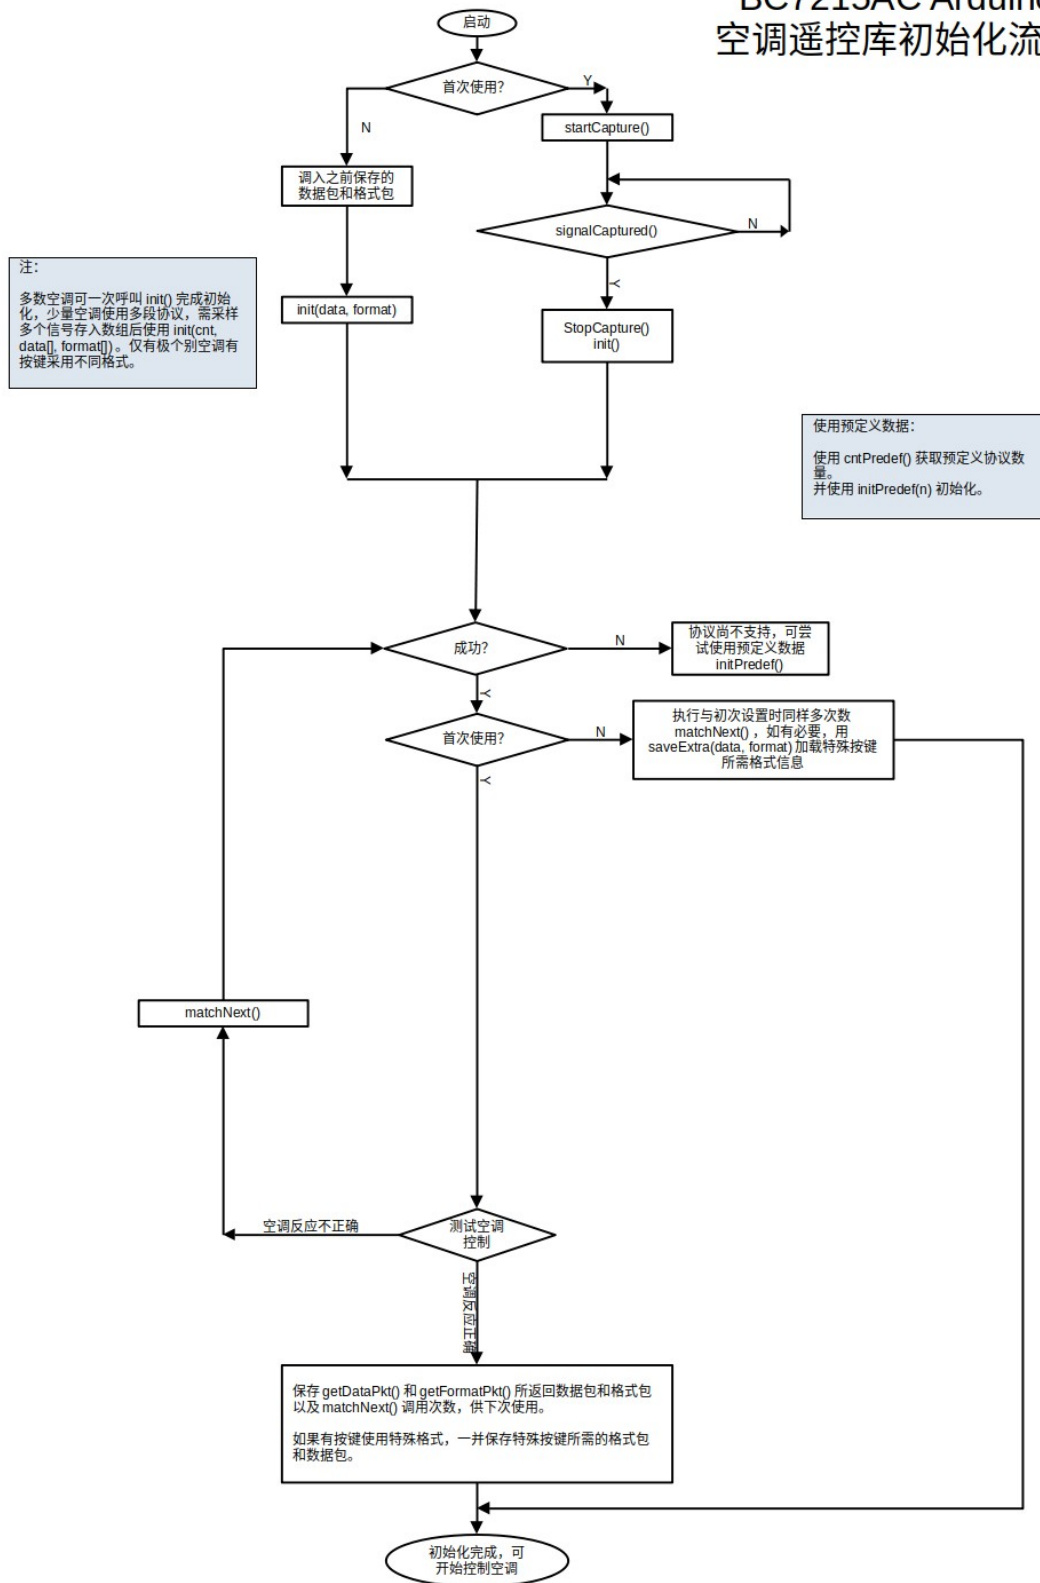 BC7215AC Arduino
空调遥控库初始化流
启动
首次使用？
Y
N
startCapture()
调入之前保存的
数据包和格式包
signalCaptured()
N
Y
注：
多数空调可一次呼叫 init() 完成初始
化，少量空调使用多段协议，需采样
多个信号存入数组后使用 init(cnt,
data[], format[]) 。仅有极个别空调有
按键采用不同格式。
init(data, format)
StopCapture()
init()
使用预定义数据：
使用 cntPredef() 获取预定义协议数
量。
并使用 initPredef(n) 初始化。
成功？
N
协议尚不支持，可尝
试使用预定义数据
initPredef()
Y
首次使用？
N
执行与初次设置时同样多次数
matchNext() ，如有必要，用
saveExtra(data, format) 加载特殊按键
所需格式信息
Y
matchNext()
空调反应不正确
测试空调
控制
空调反应正确
保存 getDataPkt() 和 getFormatPkt() 所返回数据包和格式包
以及 matchNext() 调用次数，供下次使用。
如果有按键使用特殊格式，一并保存特殊按键所需的格式包
和数据包。
初始化完成，可
开始控制空调